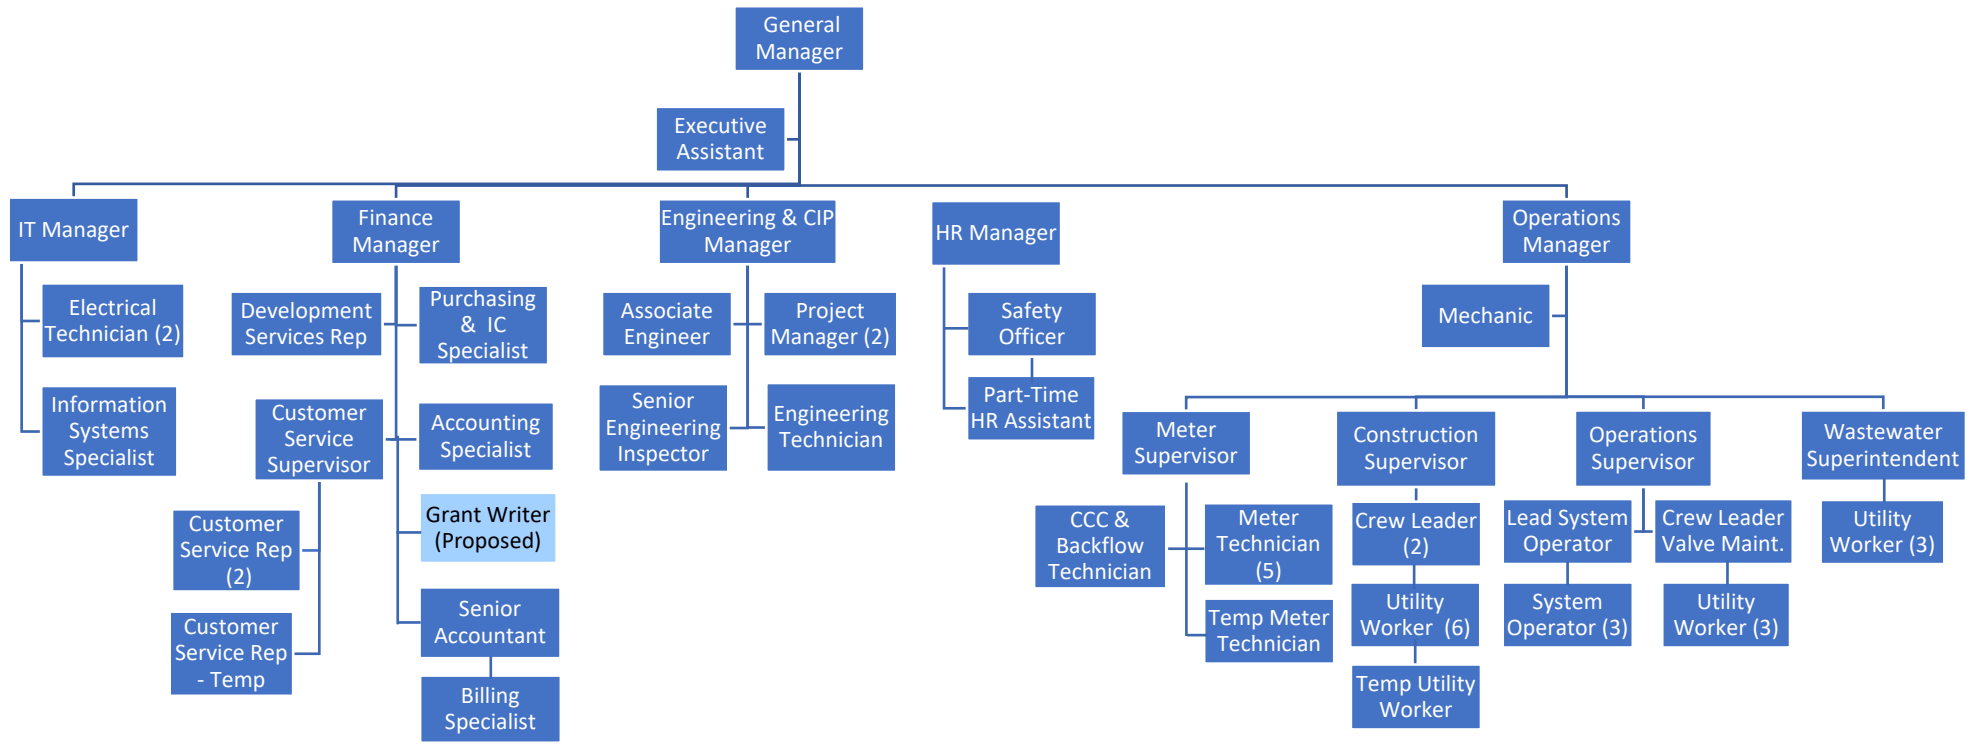 General
Manager
Executive
Assistant
IT Manager
Finance
Manager
Engineering & CIP
Manager
HR Manager
Operations
Manager
Electrical
Technician (2)
Information
Systems
Specialist
Development
Services Rep
Purchasing
& IC
Specialist
Customer
Service
Supervisor
Accounting
Specialist
Customer
Service Rep
(2)
Grant Writer
(Proposed)
Customer
Service Rep
- Temp
Senior
Accountant
Billing
Specialist
Associate
Engineer
Project
Manager (2)
Senior
Engineering
Inspector
Engineering
Technician
Safety
Officer
Part-Time
HR Assistant
Mechanic
Meter
Supervisor
Construction
Supervisor
Operations
Supervisor
Wastewater
Superintendent
CCC &
Backflow
Technician
Meter
Technician
(5)
Temp Meter
Technician
Crew Leader
(2)
Utility
Worker (6)
Temp Utility
Worker
Lead System
Operator
Crew Leader
Valve Maint.
System
Operator (3)
Utility
Worker (3)
Utility
Worker (3)